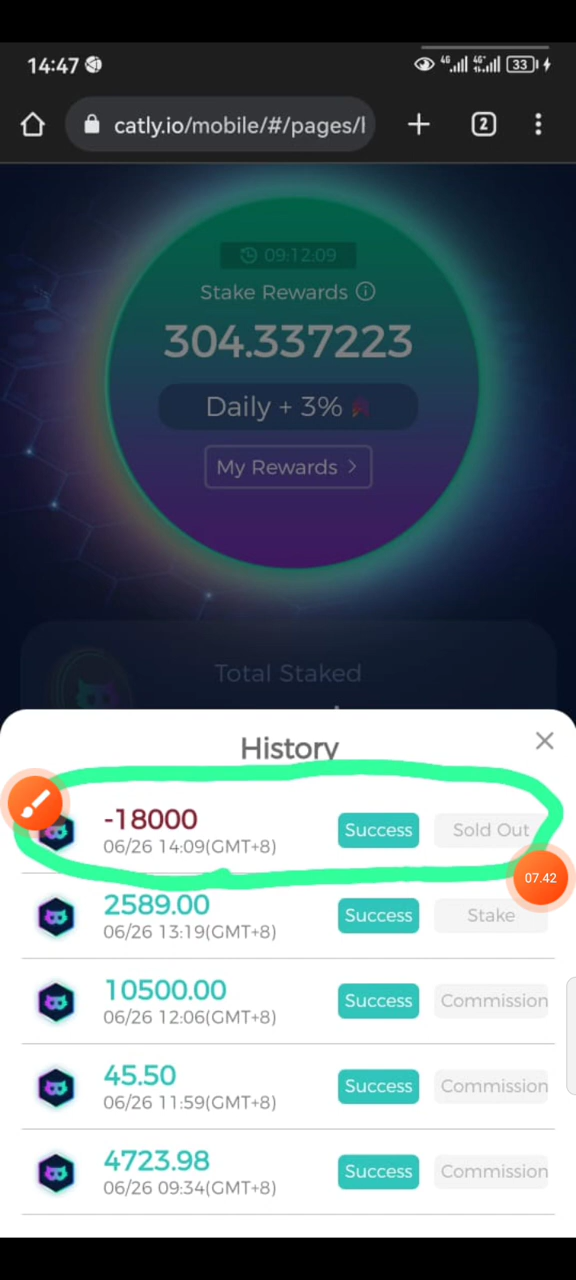 14:47
4G 4G+ 33
catly.io/mobile/#/pages/l
2
09:12:09
Stake Rewards
304.337223
Daily + 3%
My Rewards >
Total Staked
History
-18000
Success
Sold Out
06/26 14:09(GMT+8)
07.42
2589.00
Success
Stake
06/26 13:19(GMT+8)
10500.00
Success
Commission
06/26 12:06(GMT+8)
45.50
Success
Commission
06/26 11:59(GMT+8)
4723.98
Success
Commission
06/26 09:34(GMT+8)